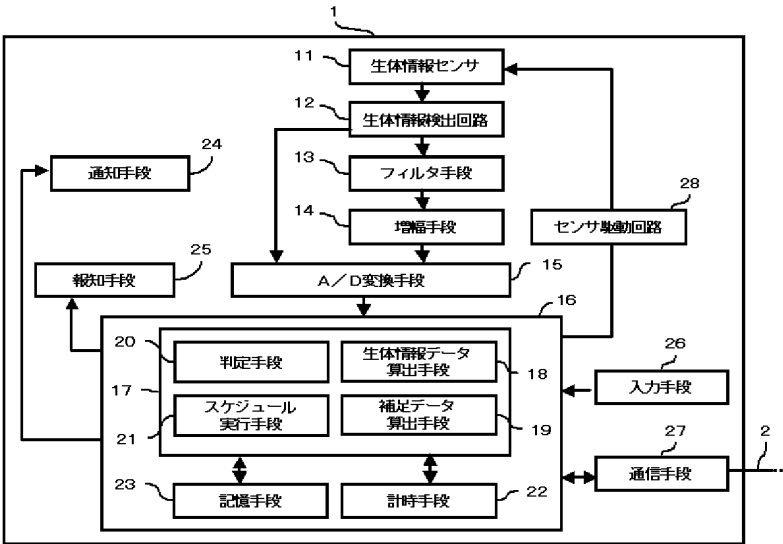 1
11
生体情報センサ
12
生体情報検出回路
24
通知手段
13
フィルタ手段
28
14
増幅手段
センサ駆動回路
25
報知手段
15
A/D変換手段
16
20
判定手段
生体情報データ
算出手段
18
26
入力手段
17
スケジュール
実行手段
21
補足データ
算出手段
19
27
通信手段
2
23
記憶手段
計時手段
22